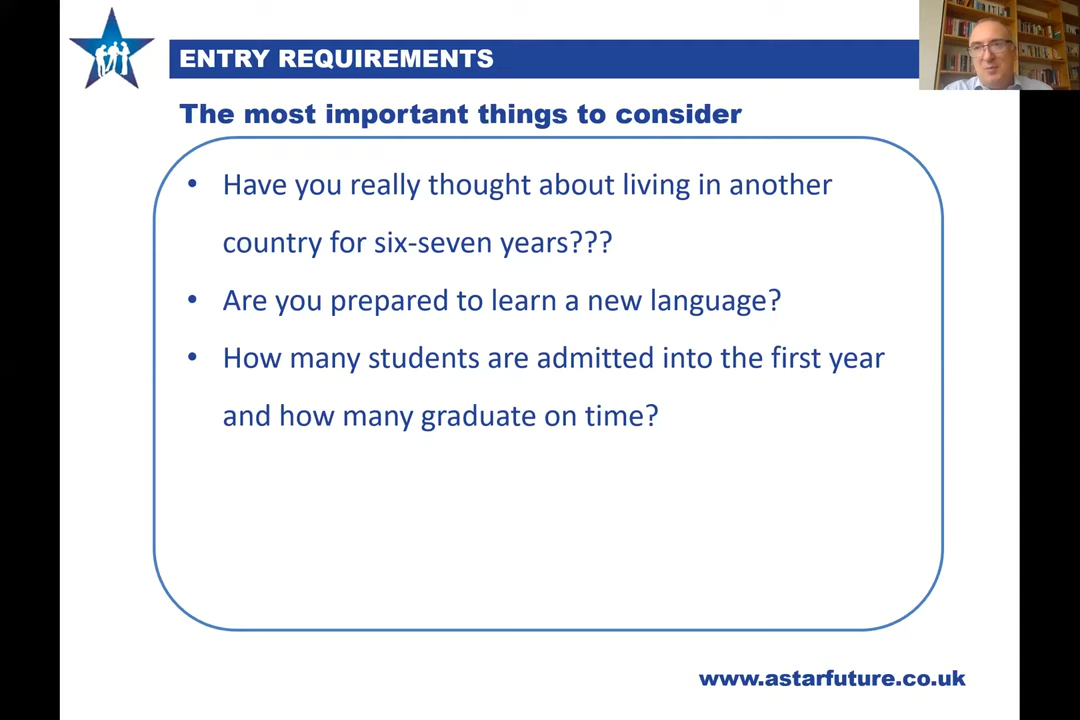 ENTRY REQUIREMENTS
The most important things to consider
• Have you really thought about living in another
country for six-seven years???
• Are you prepared to learn a new language?
• How many students are admitted into the first year
and how many graduate on time?
www.astarfuture.co.uk